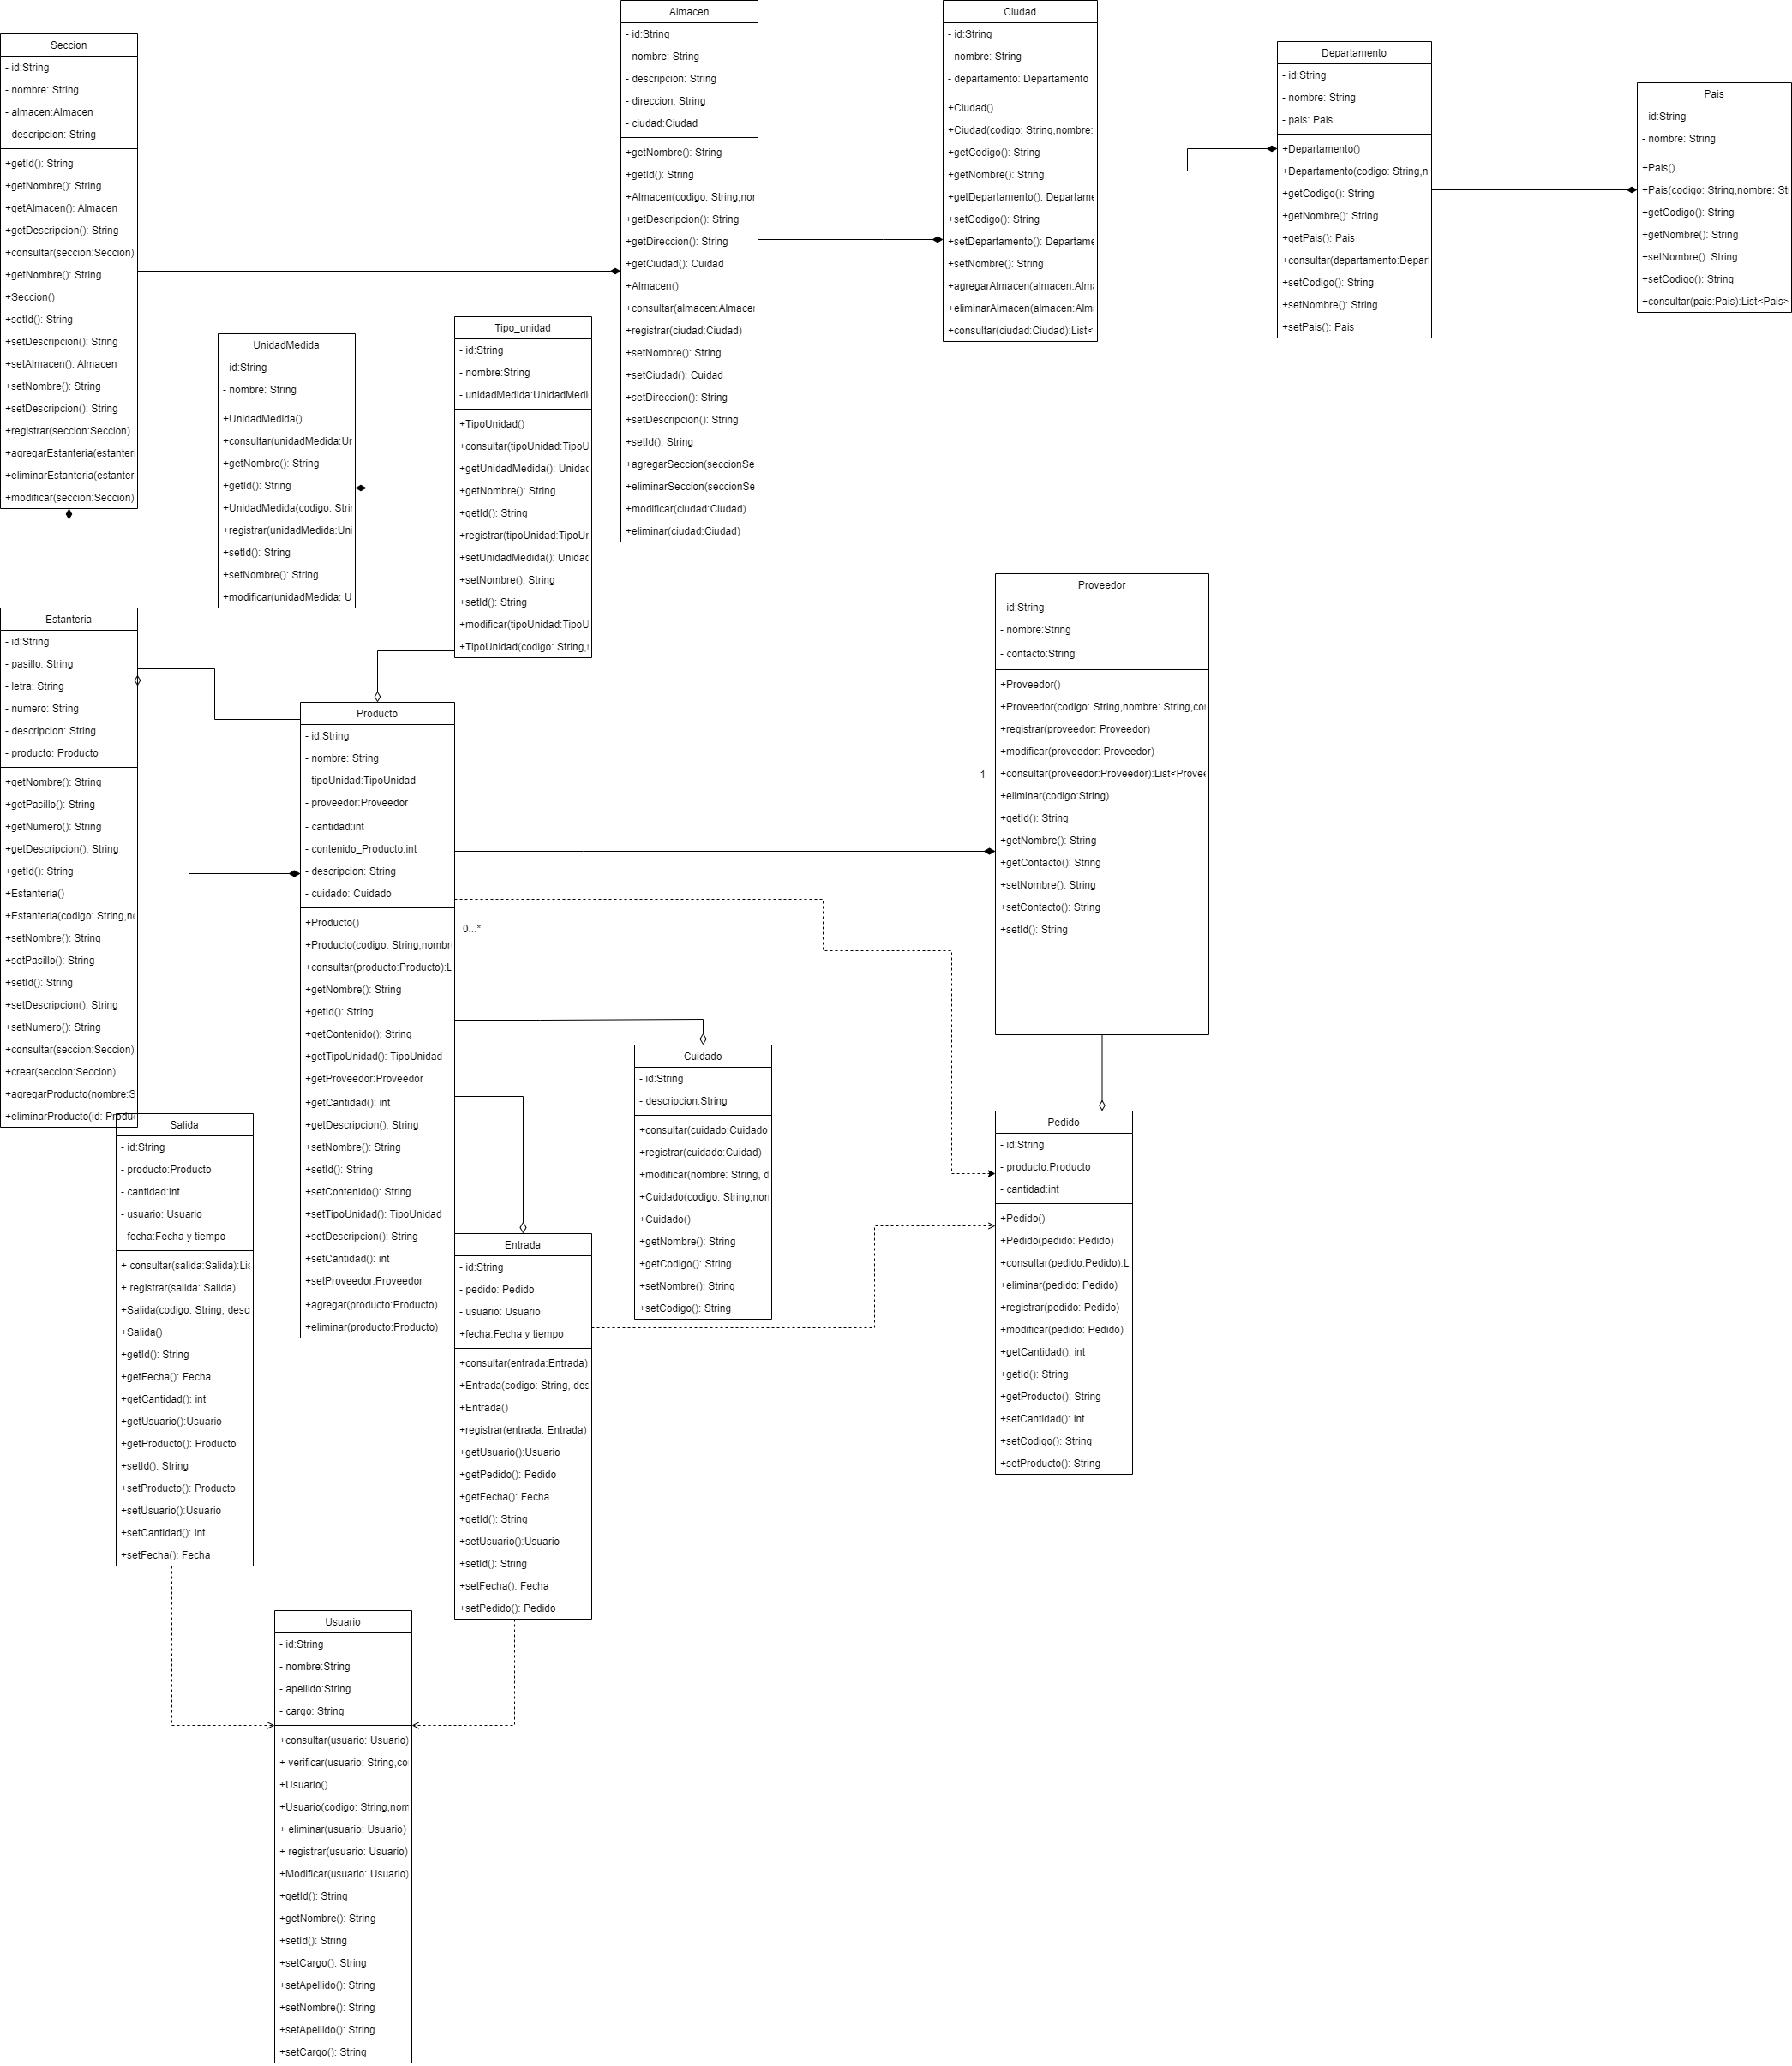 Seccion
- id:String
- nombre: String
- almacen:Almacen
- descripcion: String
+getId(): String
+getNombre(): String
+getAlmacen(): Almacen
+getDescripcion(): String
+consultar(seccion:Seccion)
+getNombre(): String
+Seccion()
+setId(): String
+setDescripcion(): String
+setAlmacen(): Almacen
+setNombre(): String
+setDescripcion(): String
+registrar(seccion:Seccion)
+agregarEstanteria(estanter
+eliminarEstanteria(estanter
+modificar(seccion:Seccion)
Almacen
- id:String
- nombre: String
- descripcion: String
- direccion: String
- ciudad:Ciudad
+getNombre(): String
+getId(): String
+Almacen(codigo: String,nor
+getDescripcion(): String
+getDireccion(): String
+getCiudad(): Cuidad
+Almacen()
+consultar(almacen:Almacer
+registrar(ciudad:Ciudad)
+setNombre(): String
+setCiudad(): Cuidad
+setDireccion(): String
+setDescripcion(): String
+setId(): String
+agregarSeccion(seccionSe
+eliminarSeccion(seccionSe
+modificar(ciudad:Ciudad)
+eliminar(ciudad:Ciudad)
Ciudad
- id:String
- nombre: String
- departamento: Departamento
+Ciudad()
+Ciudad(codigo: String,nombre:
+getCodigo(): String
+getNombre(): String
+getDepartamento(): Departame
+setCodigo(): String
+setDepartamento(): Departame
+setNombre(): String
+agregarAlmacen(almacen:Alma
+eliminarAlmacen(almacen:Alm
+consultar(ciudad:Ciudad):List<
Departamento
- id:String
- nombre: String
- pais: Pais
+Departamento()
+Departamento(codigo: String,n
+getCodigo(): String
+getNombre(): String
+getPais(): Pais
+consultar(departamento:Depar
+setCodigo(): String
+setNombre(): String
+setPais(): Pais
Pais
- id:String
- nombre: String
+Pais()
+Pais(codigo: String,nombre: St
+getCodigo(): String
+getNombre(): String
+setNombre(): String
+setCodigo(): String
+consultar(pais:Pais):List<Pais>
UnidadMedida
- id:String
- nombre: String
+UnidadMedida()
+consultar(unidadMedida:Ur
+getNombre(): String
+getId(): String
+UnidadMedida(codigo: Strin
+registrar(unidadMedida:Uni
+setId(): String
+setNombre(): String
+modificar(unidadMedida: U
Tipo_unidad
- id:String
- nombre:String
- unidadMedida:UnidadMedi
+TipoUnidad()
+consultar(tipoUnidad:TipoU
+getUnidadMedida(): Unidac
+getNombre(): String
+getId(): String
+registrar(tipoUnidad:TipoUr
+setUnidadMedida(): Unidac
+setNombre(): String
+setId(): String
+modificar(tipoUnidad:TipoU
+TipoUnidad(codigo: String,
Estanteria
- id:String
- pasillo: String
- letra: String
- numero: String
- descripcion: String
- producto: Producto
+getNombre(): String
+getPasillo(): String
+getNumero(): String
+getDescripcion(): String
+getId(): String
+Estanteria()
+Estanteria(codigo: String,n
+setNombre(): String
+setPasillo(): String
+setId(): String
+setDescripcion(): String
+setNumero(): String
+consultar(seccion:Seccion)
+crear(seccion:Seccion)
+agregarProducto(nombre:S
+eliminarProducto(id: Produ
Producto
- id:String
- nombre: String
- tipoUnidad:TipoUnidad
- proveedor:Proveedor
- cantidad:int
- contenido_Producto:int
- descripcion: String
- cuidado: Cuidado
+Producto()
+Producto(codigo: String,nombr
+consultar(producto:Producto):L
+getNombre(): String
+getId(): String
+getContenido(): String
+getTipoUnidad(): TipoUnidad
+getProveedor:Proveedor
+getCantidad(): int
+getDescripcion(): String
+setNombre(): String
+setId(): String
+setContenido(): String
+setTipoUnidad(): TipoUnidad
+setDescripcion(): String
+setCantidad(): int
+setProveedor:Proveedor
+agregar(producto:Producto)
+eliminar(producto:Producto)
0...*
1
Proveedor
- id:String
- nombre:String
- contacto:String
+Proveedor()
+Proveedor(codigo: String,nombre: String,co
+registrar(proveedor: Proveedor)
+modificar(proveedor: Proveedor)
+consultar(proveedor:Proveedor):List<Provee
+eliminar(codigo:String)
+getId(): String
+getNombre(): String
+getContacto(): String
+setNombre(): String
+setContacto(): String
+setId(): String
Cuidado
- id:String
- descripcion:String
+consultar(cuidado:Cuidado
+registrar(cuidado:Cuidad)
+modificar(nombre: String, d
+Cuidado(codigo: String,nor
+Cuidado()
+getNombre(): String
+getCodigo(): String
+setNombre(): String
+setCodigo(): String
Pedido
- id:String
- producto:Producto
- cantidad:int
+Pedido()
+Pedido(pedido: Pedido)
+consultar(pedido:Pedido):L
+eliminar(pedido: Pedido)
+registrar(pedido: Pedido)
+modificar(pedido: Pedido)
+getCantidad(): int
+getId(): String
+getProducto(): String
+setCantidad(): int
+setCodigo(): String
+setProducto(): String
Salida
- id:String
- producto:Producto
- cantidad:int
- usuario: Usuario
- fecha:Fecha y tiempo
+ consultar(salida:Salida):Lis
+ registrar(salida: Salida)
+Salida(codigo: String, desc
+Salida()
+getId(): String
+getFecha(): Fecha
+getCantidad(): int
+getUsuario():Usuario
+getProducto(): Producto
+setId(): String
+setProducto(): Producto
+setUsuario():Usuario
+setCantidad(): int
+setFecha(): Fecha
Entrada
- id:String
- pedido: Pedido
- usuario: Usuario
+fecha:Fecha y tiempo
+consultar(entrada:Entrada)
+Entrada(codigo: String, des
+Entrada()
+registrar(entrada: Entrada)
+getUsuario():Usuario
+getPedido(): Pedido
+getFecha(): Fecha
+getId(): String
+setUsuario():Usuario
+setId(): String
+setFecha(): Fecha
+setPedido(): Pedido
Usuario
- id:String
- nombre:String
- apellido:String
- cargo: String
+consultar(usuario: Usuario)
+ verificar(usuario: String,co
+Usuario()
+Usuario(codigo: String,nom
+ eliminar(usuario: Usuario)
+ registrar(usuario: Usuario)
+Modificar(usuario: Usuario)
+getId(): String
+getNombre(): String
+setId(): String
+setCargo(): String
+setApellido(): String
+setNombre(): String
+setApellido(): String
+setCargo(): String